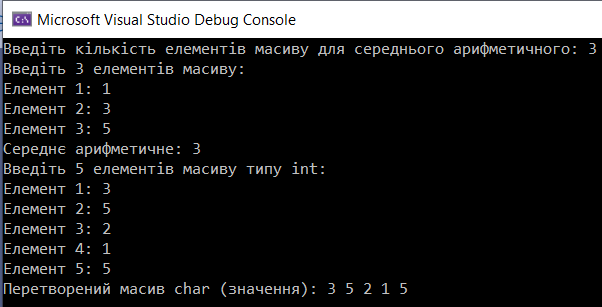 Microsoft Visual Studio Debug Console
Введіть кількість елементів масиву для середнього арифметичного: 3
Введіть 3 елементів масиву:
Елемент 1: 1
Елемент 2: 3
Елемент 3: 5
Середнє арифметичне: 3
Введіть 5 елементів масиву типу int:
Елемент 1: 3
Елемент 2: 5
Елемент 3: 2
Елемент 4: 1
Елемент 5: 5
Перетворений масив char (значення): 3 5 2 1 5